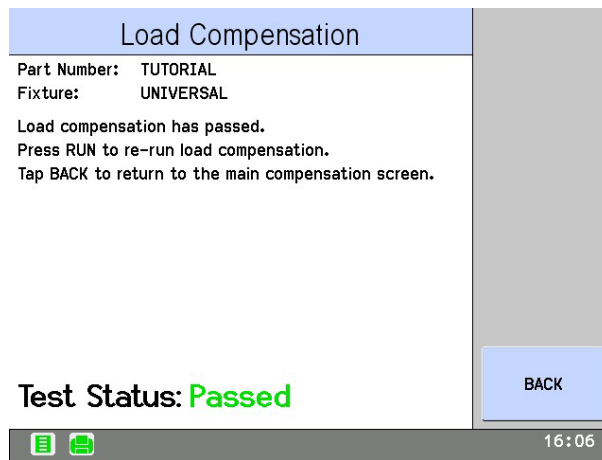 Load Compensation
Part Number: TUTORIAL
Fixture: UNIVERSAL
Load compensation has passed.
Press RUN to re-run load compensation.
Tap BACK to return to the main compensation screen.
Test Status: Passed
BACK
16:06